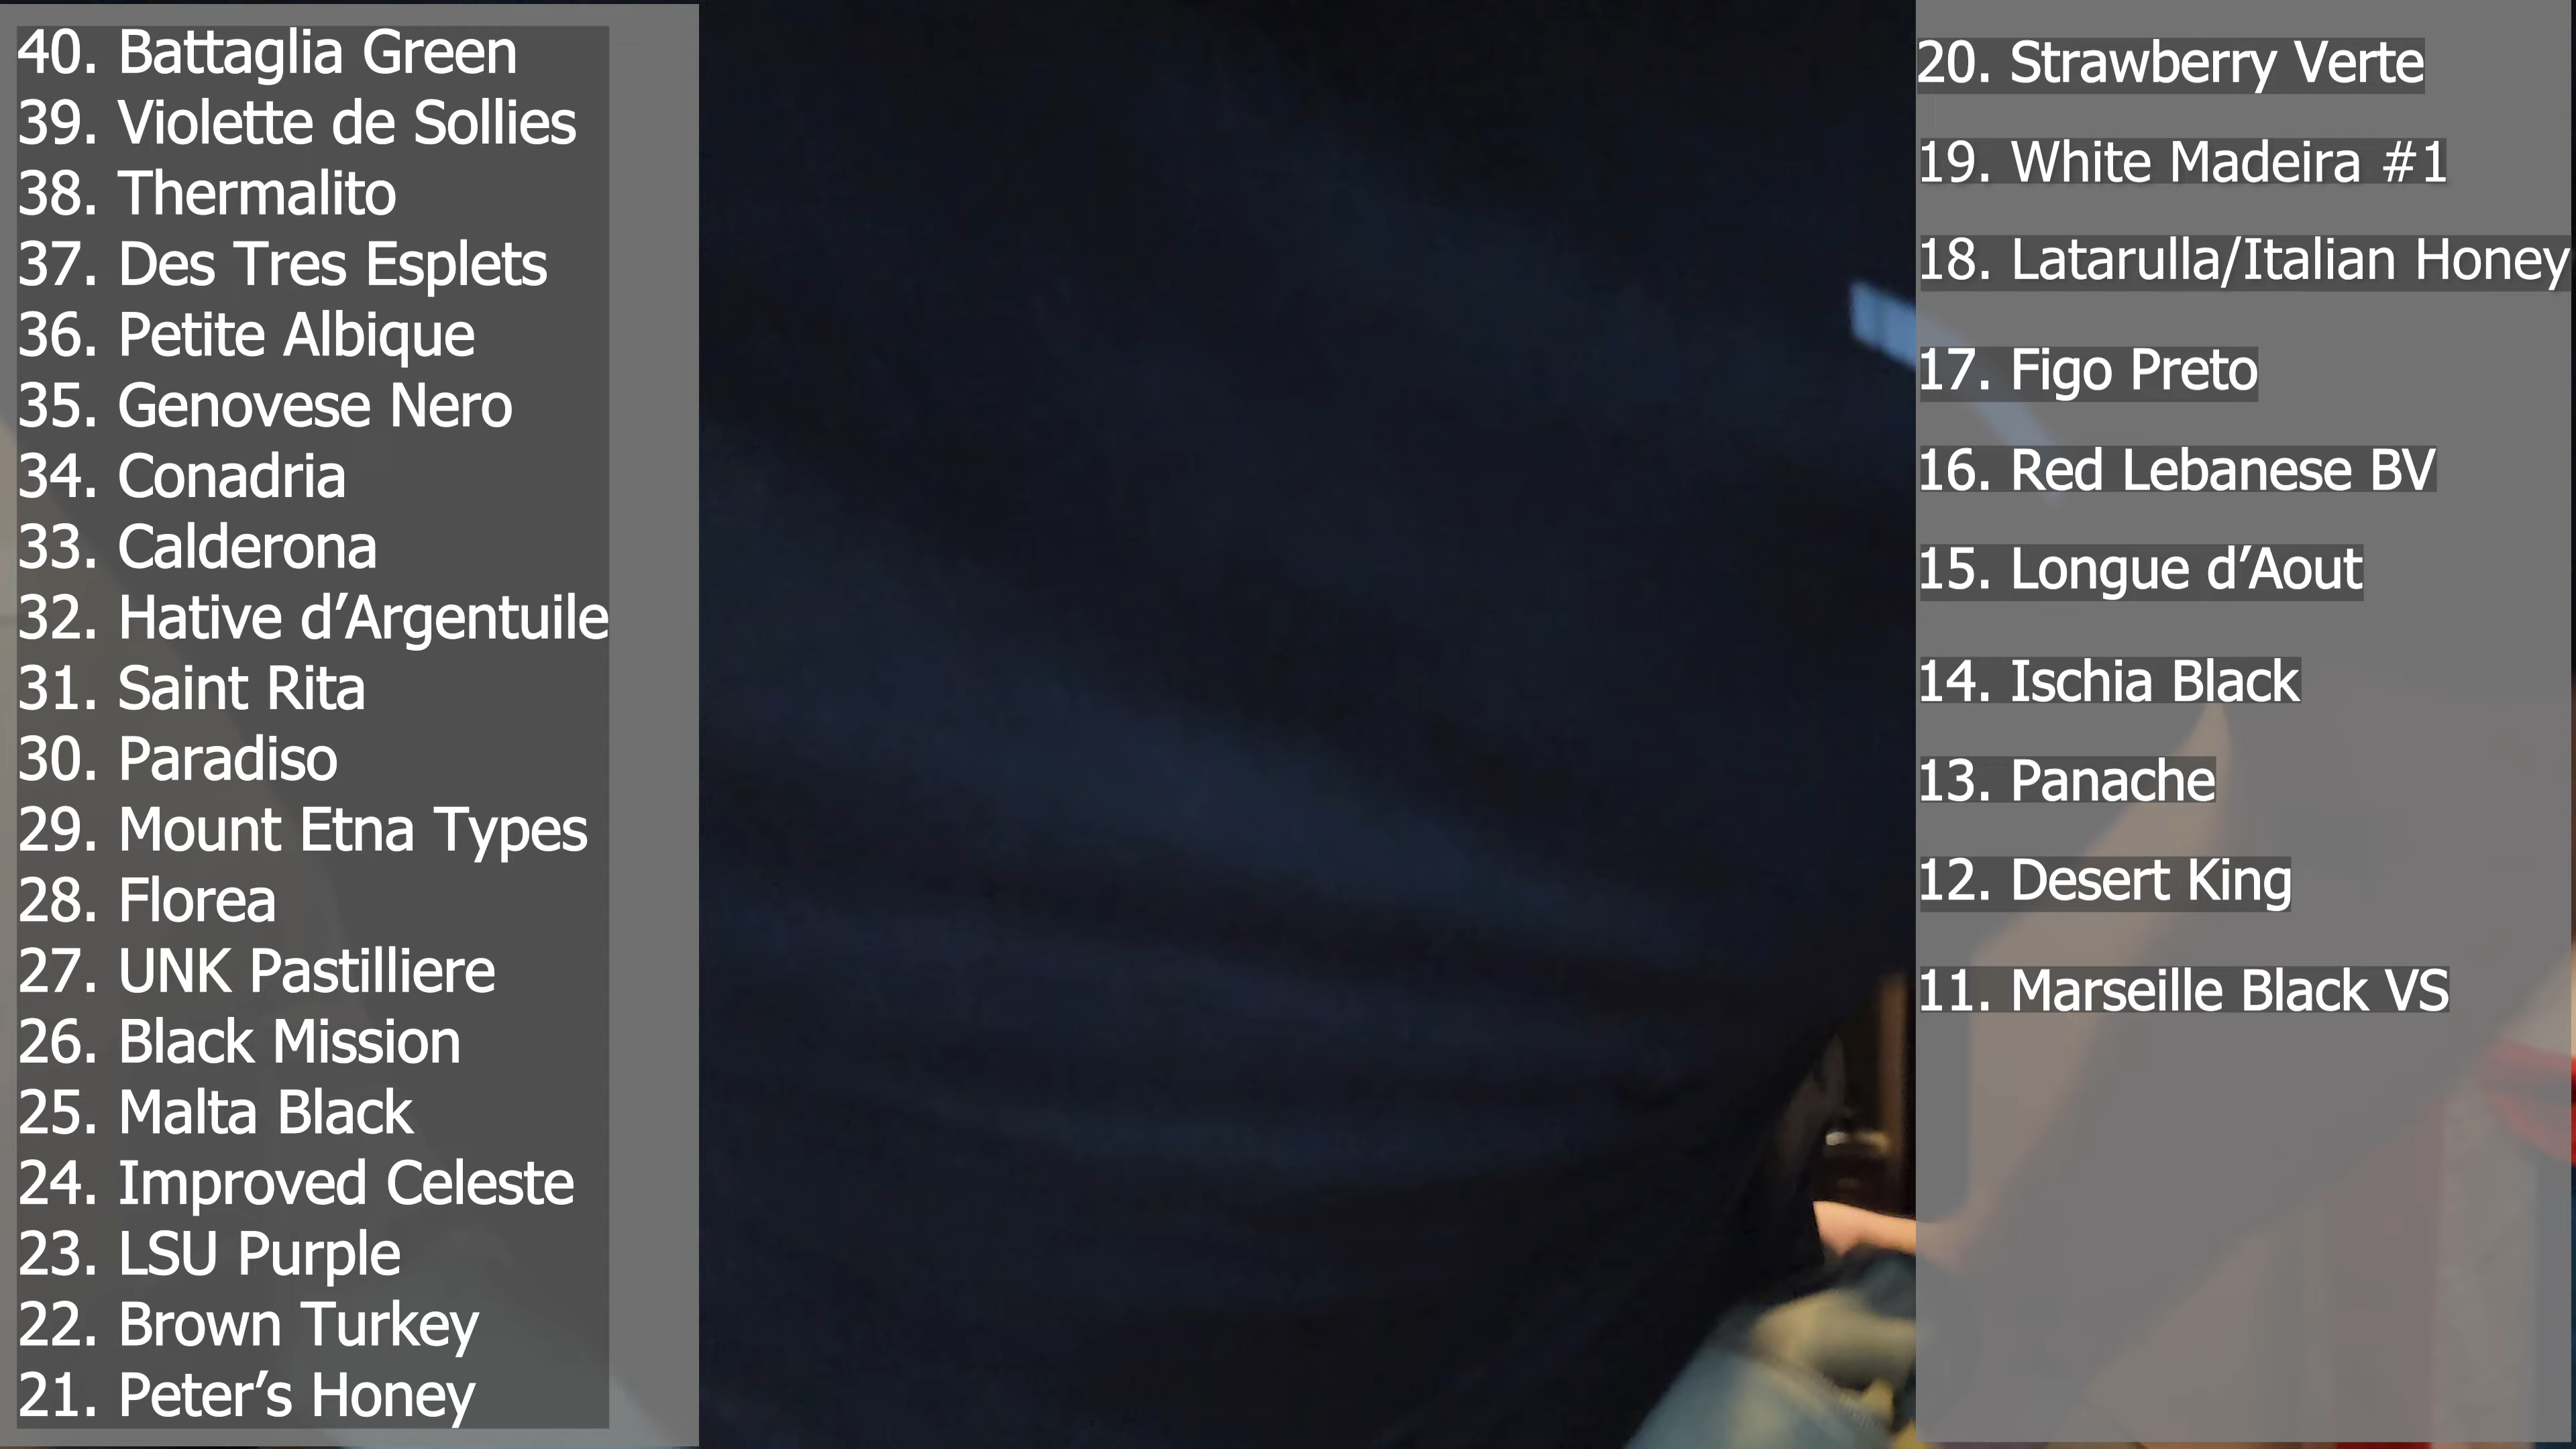 40. Battaglia Green
39. Violette de Sollies
38. Thermalito
37. Des Tres Esplets
36. Petite Albique
35. Genovese Nero
34. Conadria
33. Calderona
32. Hative d’Argentuile
31. Saint Rita
30. Paradiso
29. Mount Etna Types
28. Florea
27. UNK Pastilliere
26. Black Mission
25. Malta Black
24. Improved Celeste
23. LSU Purple
22. Brown Turkey
21. Peter’s Honey
20. Strawberry Verte
19. White Madeira #1
18. Latarulla/Italian Honey
17. Figo Preto
16. Red Lebanese BV
15. Longue d’Aout
14. Ischia Black
13. Panache
12. Desert King
11. Marseille Black VS